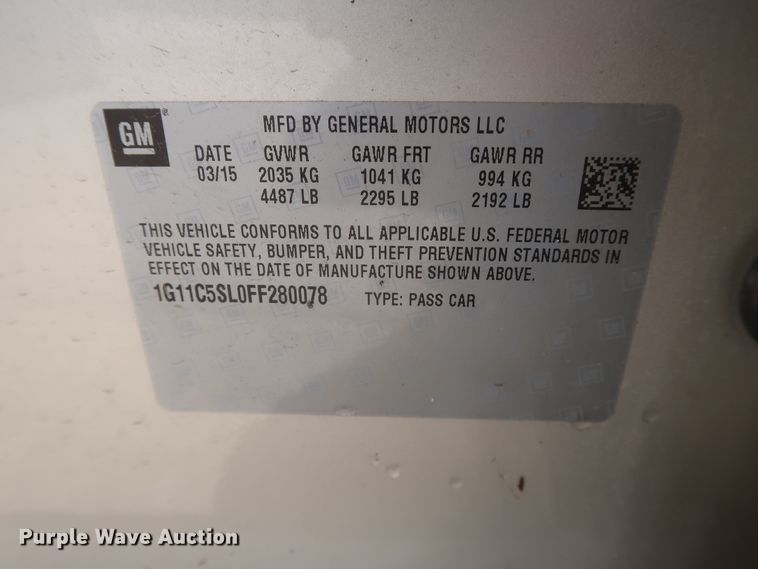 GM
MFD BY GENERAL MOTORS LLC
DATE GVWR GAWR FRT GAWR RR
03/15 2035 KG 1041 KG 994 KG
4487 LB 2295 LB 2192 LB
THIS VEHICLE CONFORMS TO ALL APPLICABLE U.S. FEDERAL MOTOR
VEHICLE SAFETY, BUMPER, AND THEFT PREVENTION STANDARDS IN
EFFECT ON THE DATE OF MANUFACTURE SHOWN ABOVE.
1G11C5SL0FF280078 TYPE: PASS CAR
Purple Wave Auction